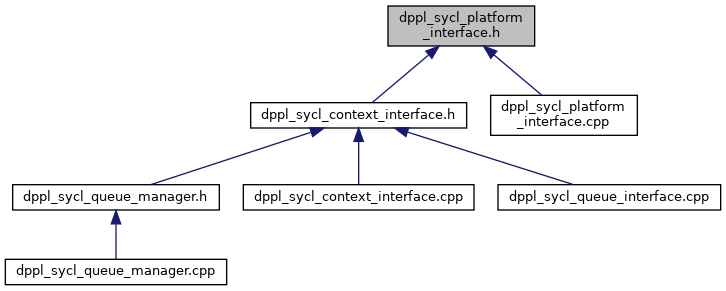 dppl_sycl_platform
_interface.h
dppl_sycl_context_interface.h
dppl_sycl_platform
_interface.cpp
dppl_sycl_queue_manager.h
dppl_sycl_context_interface.cpp
dppl_sycl_queue_interface.cpp
dppl_sycl_queue_manager.cpp